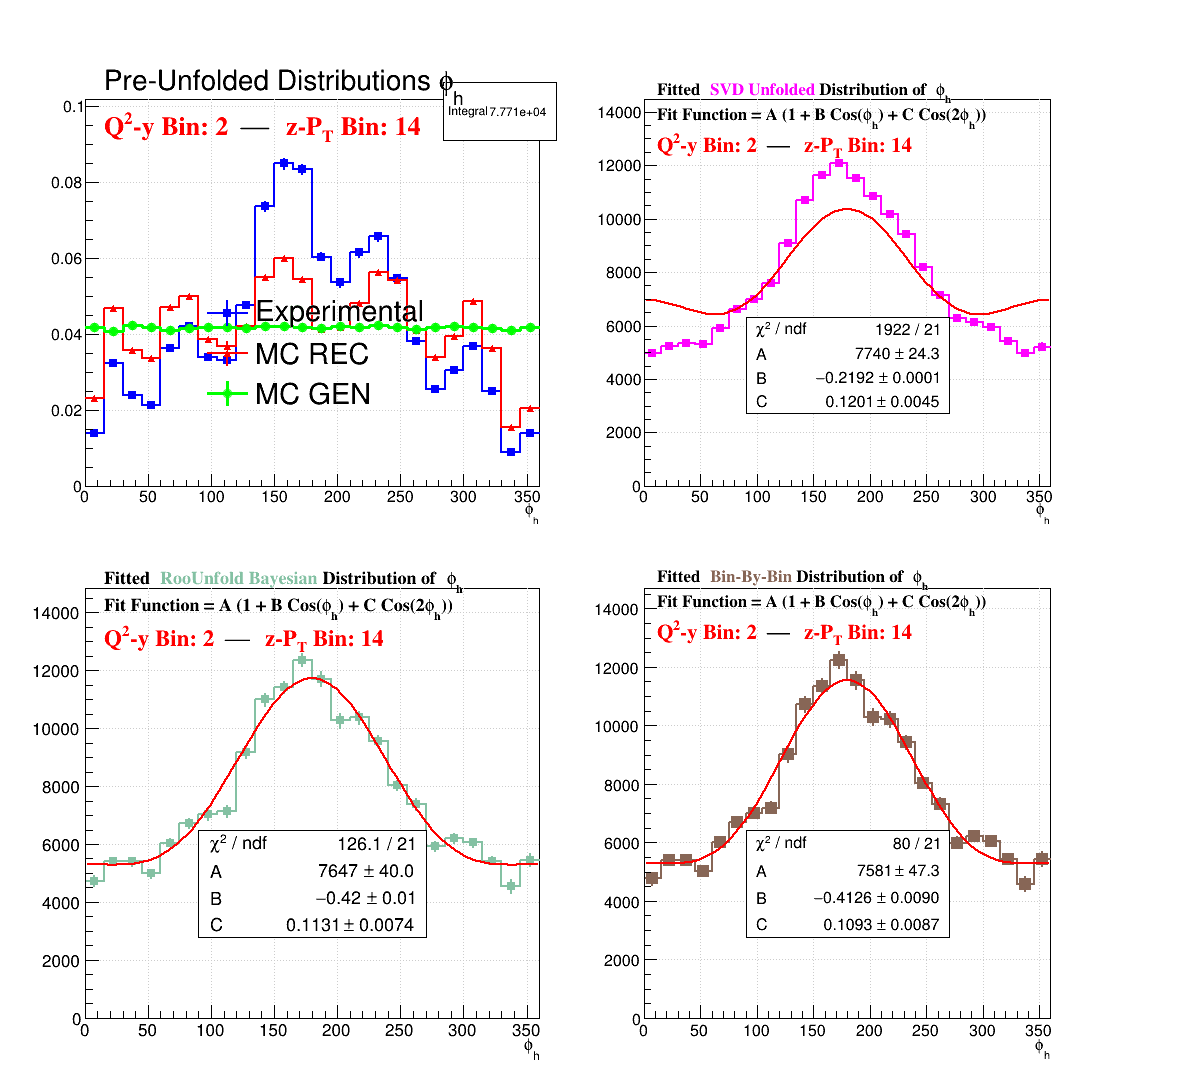 Pre-Unfolded Distributions ϕh
Integral 7.771e+04
Q2-y Bin: 2 — z-PT Bin: 14
0.1
0.08
0.06
0.04
0.02
0
Experimental
MC REC
MC GEN
0 50 100 150 200 250 300 350
ϕh
Fitted SVD Unfolded Distribution of ϕh
Fit Function = A (1 + B Cos(ϕh) + C Cos(2ϕh))
Q2-y Bin: 2 — z-PT Bin: 14
14000
12000
10000
8000
6000
4000
2000
0
χ2 / ndf 1922 / 21
A 7740 ± 24.3
B −0.2192 ± 0.0001
C 0.1201 ± 0.0045
0 50 100 150 200 250 300 350
ϕh
Fitted RooUnfold Bayesian Distribution of ϕh
Fit Function = A (1 + B Cos(ϕh) + C Cos(2ϕh))
Q2-y Bin: 2 — z-PT Bin: 14
14000
12000
10000
8000
6000
4000
2000
0
χ2 / ndf 126.1 / 21
A 7647 ± 40.0
B −0.42 ± 0.01
C 0.1131 ± 0.0074
0 50 100 150 200 250 300 350
ϕh
Fitted Bin-By-Bin Distribution of ϕh
Fit Function = A (1 + B Cos(ϕh) + C Cos(2ϕh))
Q2-y Bin: 2 — z-PT Bin: 14
14000
12000
10000
8000
6000
4000
2000
0
χ2 / ndf 80 / 21
A 7581 ± 47.3
B −0.4126 ± 0.0090
C 0.1093 ± 0.0087
0 50 100 150 200 250 300 350
ϕh